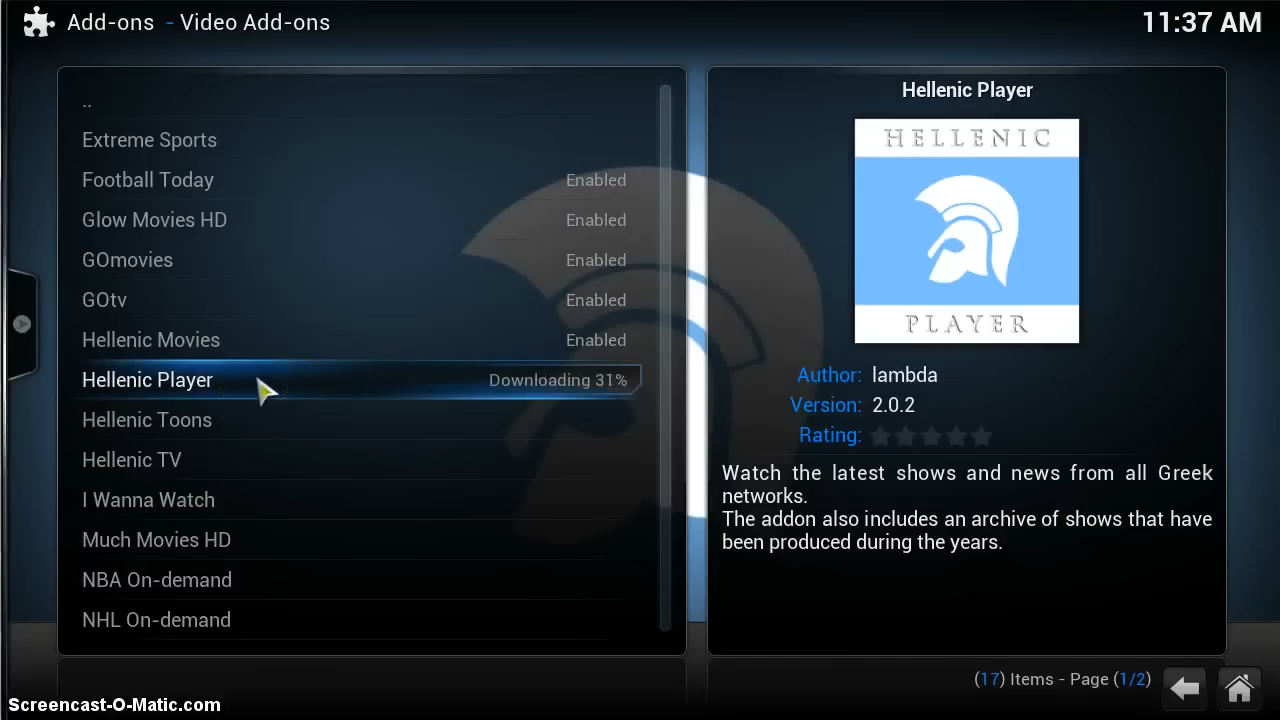 Add-ons - Video Add-ons
11:37 AM
..
Extreme Sports
Football Today Enabled
Glow Movies HD Enabled
GOmovies Enabled
GOtv Enabled
Hellenic Movies Enabled
Hellenic Player Downloading 31%
Hellenic Toons
Hellenic TV
I Wanna Watch
Much Movies HD
NBA On-demand
NHL On-demand
Hellenic Player
HELLENIC
PLAYER
Author: lambda
Version: 2.0.2
Rating:
Watch the latest shows and news from all Greek
networks.
The addon also includes an archive of shows that have
been produced during the years.
(17) Items - Page (1/2)
Screencast-O-Matic.com